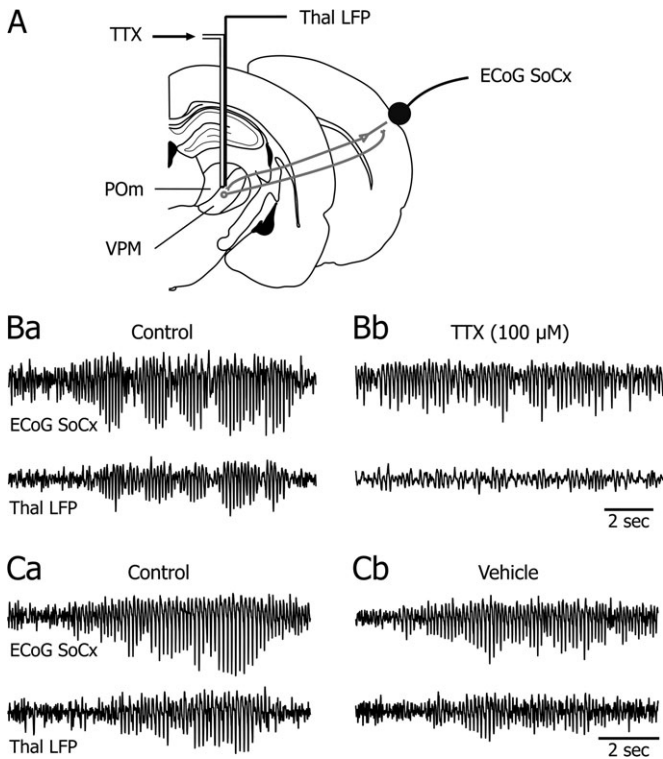 A
Thal LFP
TTX
ECoG SoCx
POm
VPM
Ba
Control
Bb
TTX (100 µM)
ECoG SoCx
Thal LFP
2 sec
Ca
Control
Cb
Vehicle
ECoG SoCx
Thal LFP
2 sec